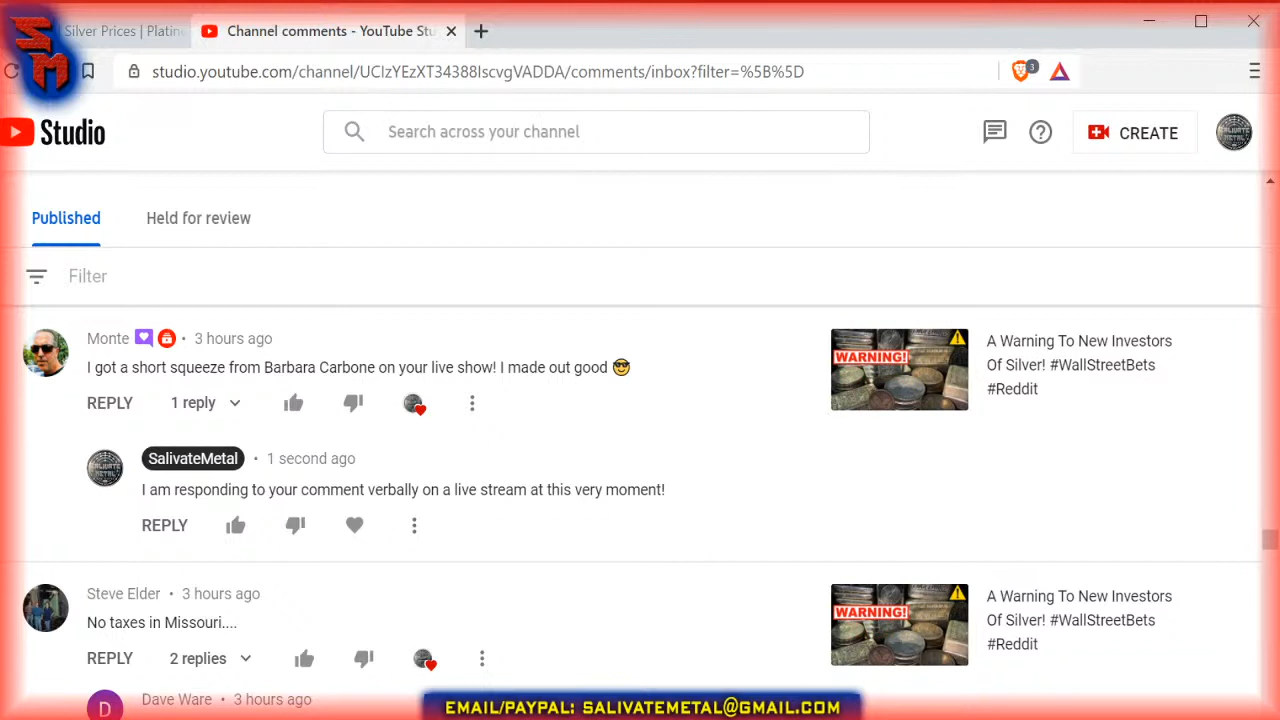 SM
Silver Prices | Platin
Channel comments - YouTube Stu
studio.youtube.com/channel/UCIzYEzXT34388IscvgVADDA/comments/inbox?filter=%5B%5D
3
Studio
Search across your channel
CREATE
Published
Held for review
Filter
Monte • 3 hours ago
I got a short squeeze from Barbara Carbone on your live show! I made out good 😎
REPLY 1 reply
WARNING!
A Warning To New Investors
Of Silver! #WallStreetBets
#Reddit
SALIVATE METAL
SalivateMetal • 1 second ago
I am responding to your comment verbally on a live stream at this very moment!
REPLY
Steve Elder • 3 hours ago
No taxes in Missouri....
REPLY 2 replies
WARNING!
A Warning To New Investors
Of Silver! #WallStreetBets
#Reddit
D
Dave Ware • 3 hours ago
EMAIL/PAYPAL: SALIVATEMETAL@GMAIL.COM